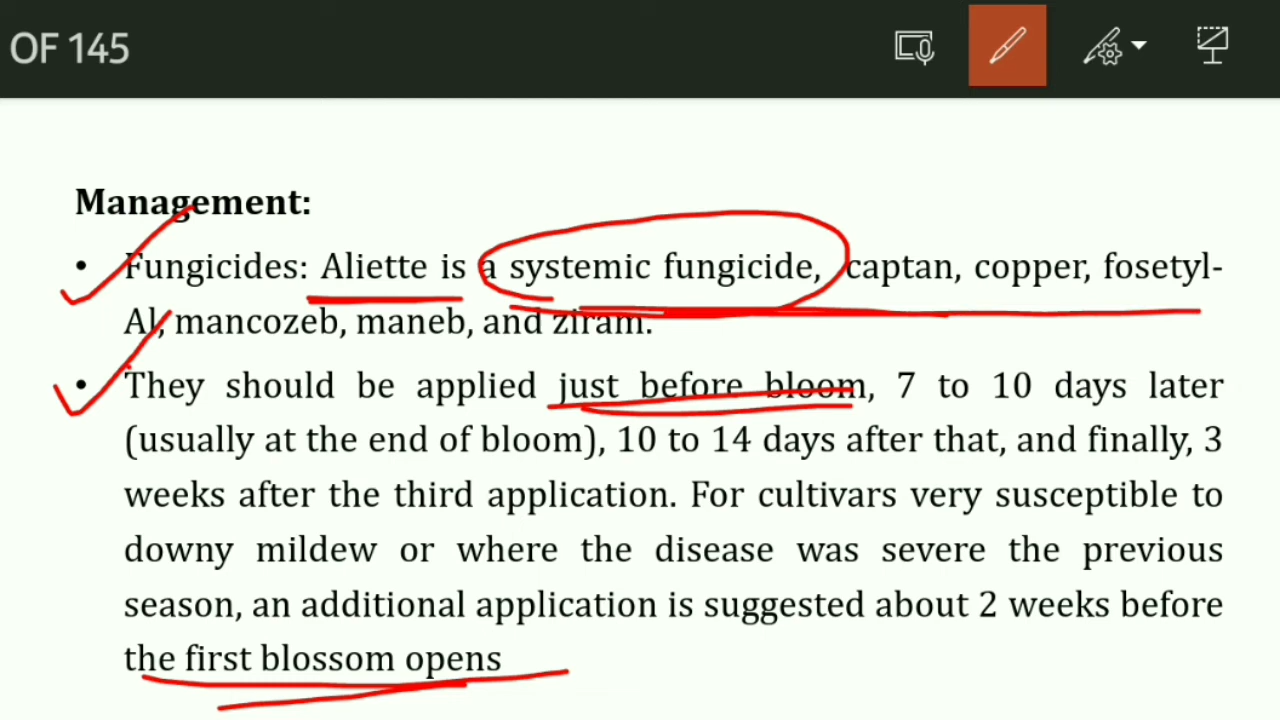 OF 145
Management:
• Fungicides: Aliette is a systemic fungicide, captan, copper, fosetyl-
Al, mancozeb, maneb, and ziram.
• They should be applied just before bloom, 7 to 10 days later
(usually at the end of bloom), 10 to 14 days after that, and finally, 3
weeks after the third application. For cultivars very susceptible to
downy mildew or where the disease was severe the previous
season, an additional application is suggested about 2 weeks before
the first blossom opens